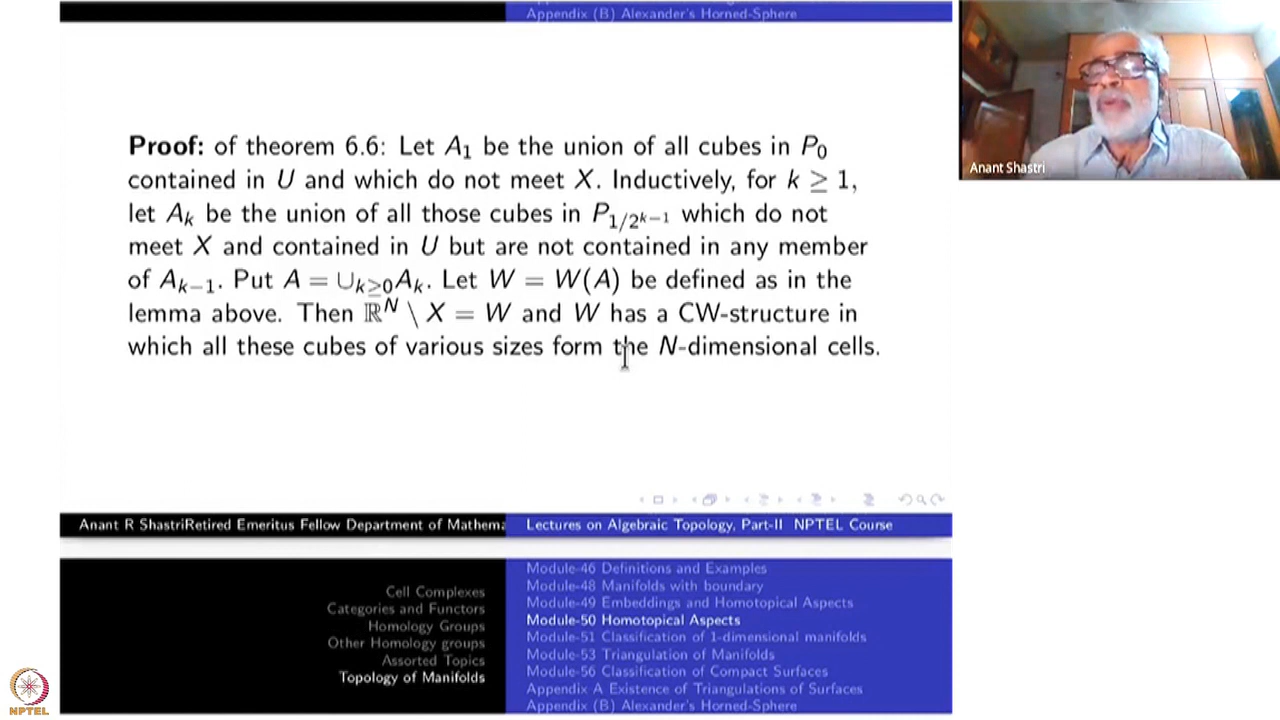 Appendix (B) Alexander's Horned-Sphere
Proof: of theorem 6.6: Let A₁ be the union of all cubes in P₀
contained in U and which do not meet X. Inductively, for k ≥ 1,
let Aₖ be the union of all those cubes in P_{1/2^{k−1}} which do not
meet X and contained in U but are not contained in any member
of A_{k−1}. Put A = ∪_{k≥0}Aₖ. Let W = W(A) be defined as in the
lemma above. Then ℝ^N \ X = W and W has a CW-structure in
which all these cubes of various sizes form the N-dimensional cells.
Anant Shastri
Anant R ShastriRetired Emeritus Fellow Department of Mathema
Lectures on Algebraic Topology, Part-II NPTEL Course
Cell Complexes
Categories and Functors
Homology Groups
Other Homology groups
Assorted Topics
Topology of Manifolds
Module-46 Definitions and Examples
Module-48 Manifolds with boundary
Module-49 Embeddings and Homotopical Aspects
Module-50 Homotopical Aspects
Module-51 Classification of 1-dimensional manifolds
Module-53 Triangulation of Manifolds
Module-56 Classification of Compact Surfaces
Appendix A Existence of Triangulations of Surfaces
Appendix (B) Alexander's Horned-Sphere
NPTEL